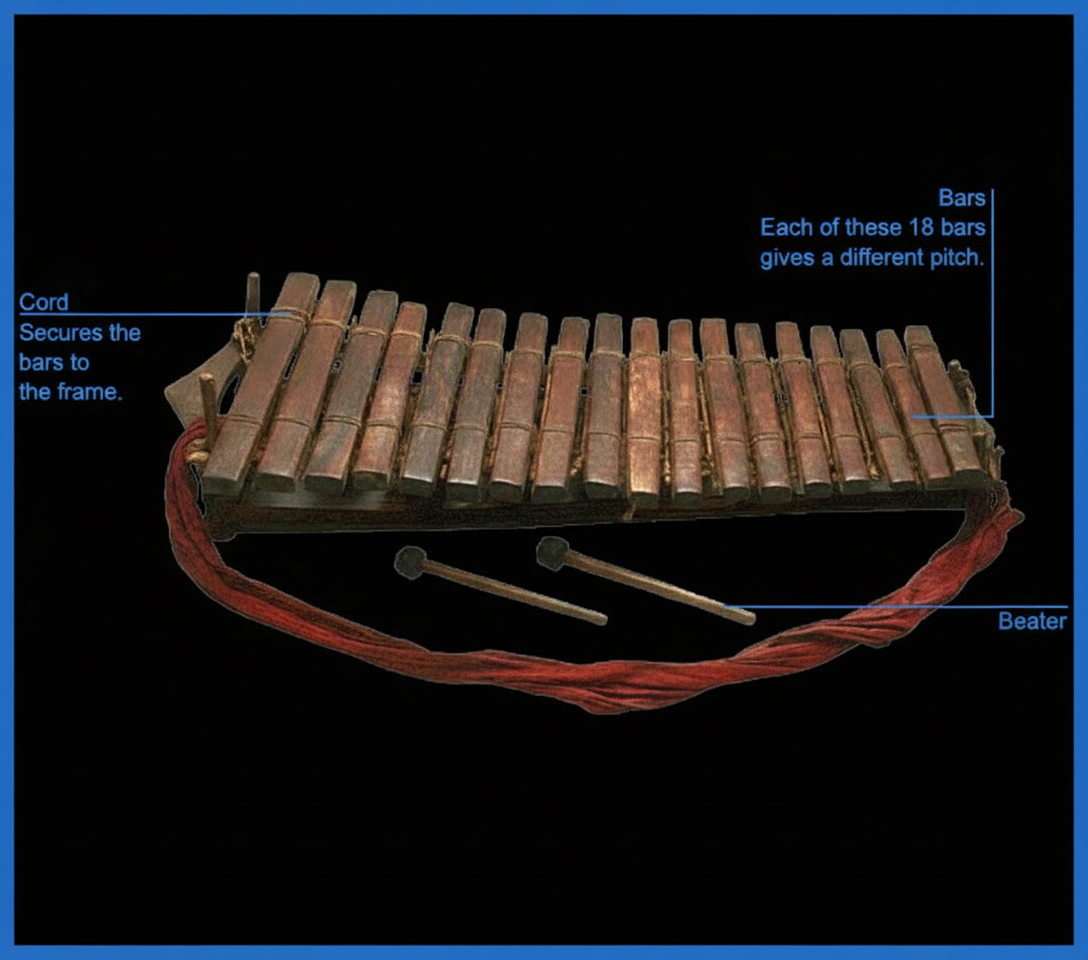 Bars
Each of these 18 bars
gives a different pitch.
Cord
Secures the
bars to
the frame.
Beater